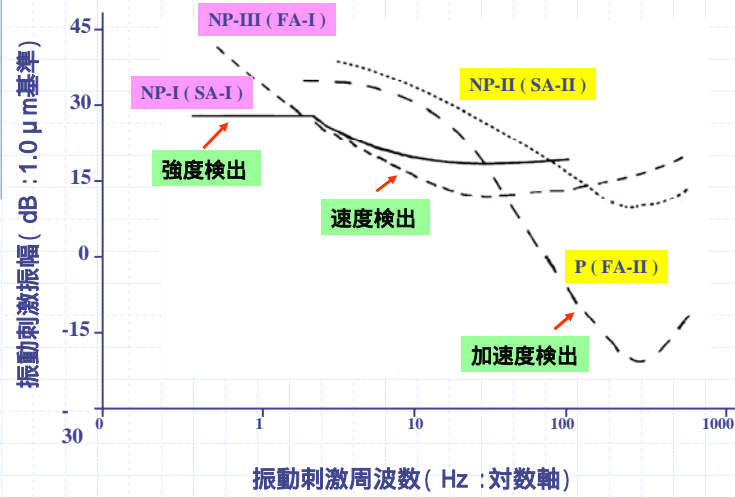 NP-III ( FA-I )
45
NP-II ( SA-II )
NP-I ( SA-I )
30
強度検出
15
速度検出
0
P ( FA-II )
-15
加速度検出
-
30
0
1
10
100
1000
振動刺激振幅( dB :1.0μm基準)
振動刺激周波数( Hz :対数軸)